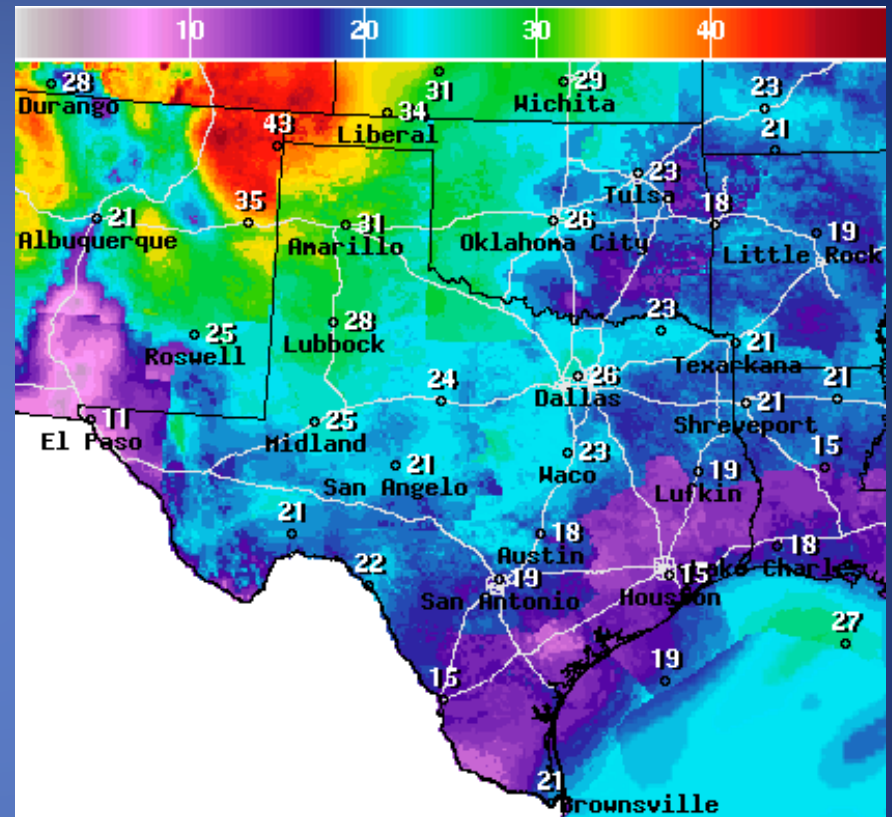 10 20 30 40
28
Durango
31
34
Liberal
29
Wichita
23
21
43
23
Tulsa
35
21
Albuquerque
31
Amarillo
26
Oklahoma City
18
19
Little Rock
25
Roswell
28
Lubbock
23
21
Texarkana
11
El Paso
25
Midland
24
26
Dallas
21
Shreveport
21
21
San Angelo
23
Waco
19
Lufkin
15
21
22
18
Austin
19
San Antonio
15
Houston
18
Lake Charles
27
19
21
Brownsville